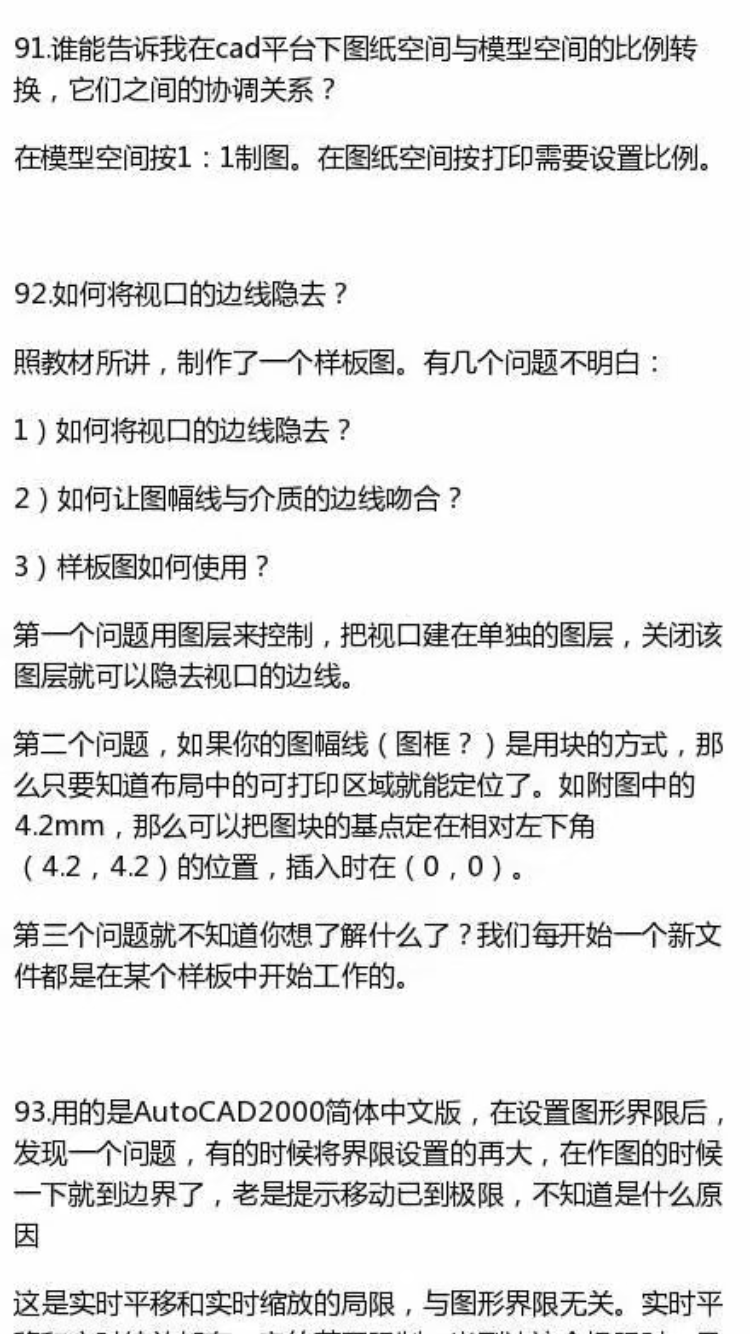 91.谁能告诉我在cad平台下图纸空间与模型空间的比例转
换，它们之间的协调关系？
在模型空间按1：1制图。在图纸空间按打印需要设置比例。
92.如何将视口的边线隐去？
照教材所讲，制作了一个样板图。有几个问题不明白：
1）如何将视口的边线隐去？
2）如何让图幅线与介质的边线吻合？
3）样板图如何使用？
第一个问题用图层来控制，把视口建在单独的图层，关闭该
图层就可以隐去视口的边线。
第二个问题，如果你的图幅线（图框？）是用块的方式，那
么只要知道布局中的可打印区域就能定位了。如附图中的
4.2mm，那么可以把图块的基点定在相对左下角
（4.2，4.2）的位置，插入时在（0，0）。
第三个问题就不知道你想了解什么了？我们每开始一个新文
件都是在某个样板中开始工作的。
93.用的是AutoCAD2000简体中文版，在设置图形界限后，
发现一个问题，有的时候将界限设置的再大，在作图的时候
一下就到边界了，老是提示移动已到极限，不知道是什么原
因
这是实时平移和实时缩放的局限，与图形界限无关。实时平